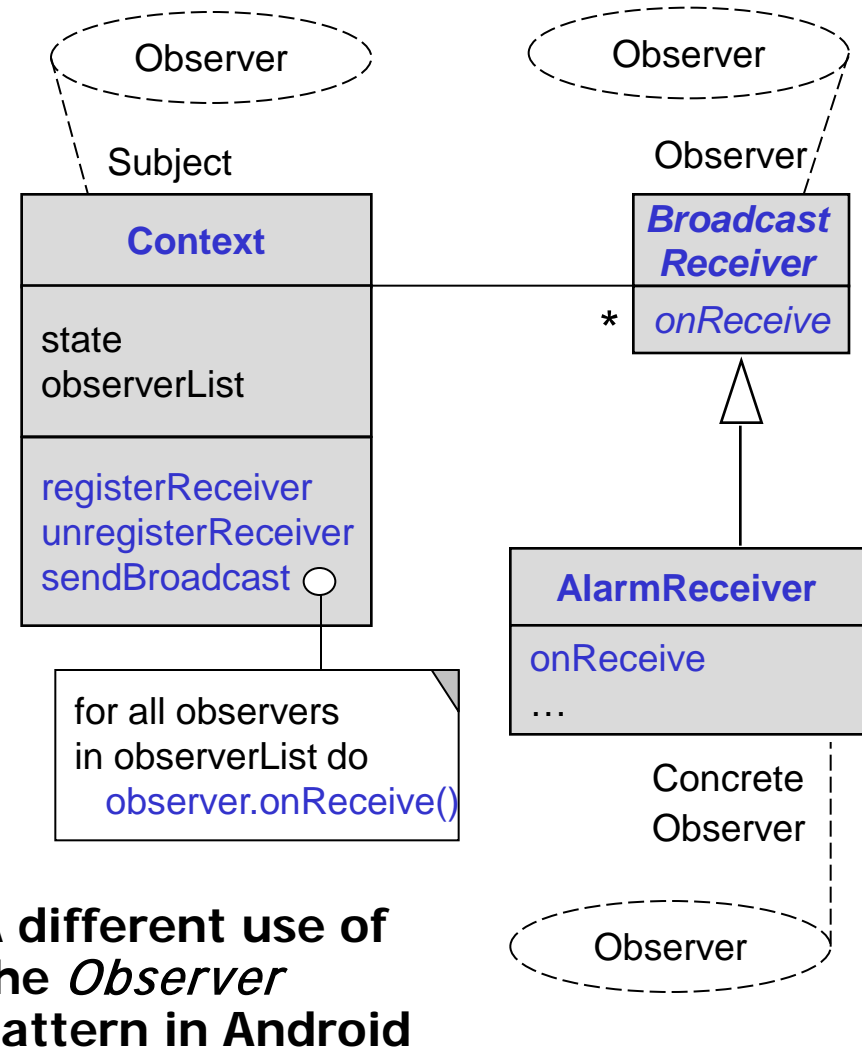 Observer
Observer
Subject
Observer
Context
state
observerList
registerReceiver
unregisterReceiver
sendBroadcast
Broadcast
Receiver
*
onReceive
AlarmReceiver
onReceive
…
for all observers
in observerList do
observer.onReceive()
Concrete
Observer
Observer
different use of
he Observer
attern in Android